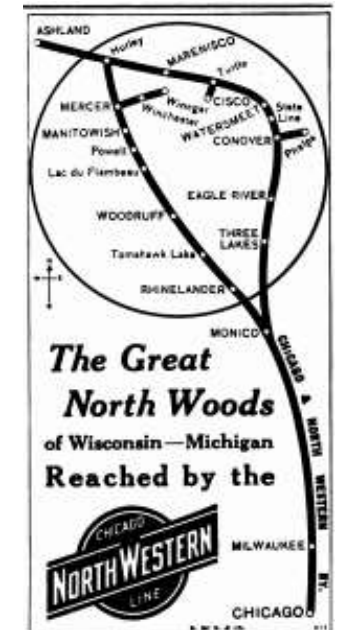 ASHLAND
Hurley
MARENISCO
Turtle
MERCER
Winegar
Winchester
CISCO
WATERSMEET
State
Line
CONOVER
Phelps
MANITOWISH
Powell
Lac du Flambeau
EAGLE RIVER
WOODRUFF
THREE
LAKES
Tomahawk Lake
RHINELANDER
MONICO
CHICAGO & NORTH WESTERN RY.
The Great
North Woods
of Wisconsin—Michigan
Reached by the
CHICAGO
NORTH WESTERN
LINE
MILWAUKEE
CHICAGO